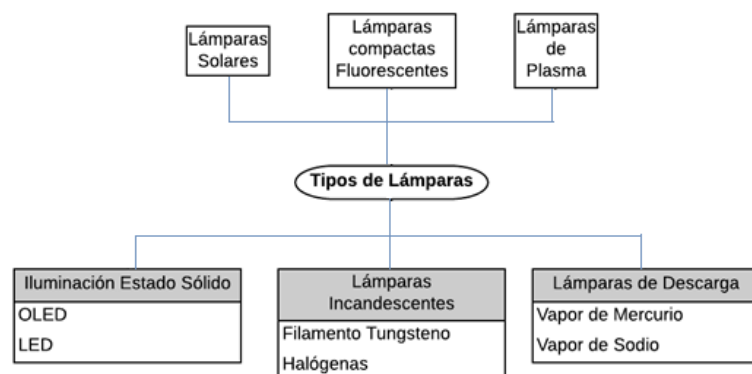 Lámparas
Solares
Lámparas
compactas
Fluorescentes
Lámparas
de
Plasma
Tipos de Lámparas
Iluminación Estado Sólido
OLED
LED
Lámparas
Incandescentes
Filamento Tungsteno
Halógenas
Lámparas de Descarga
Vapor de Mercurio
Vapor de Sodio